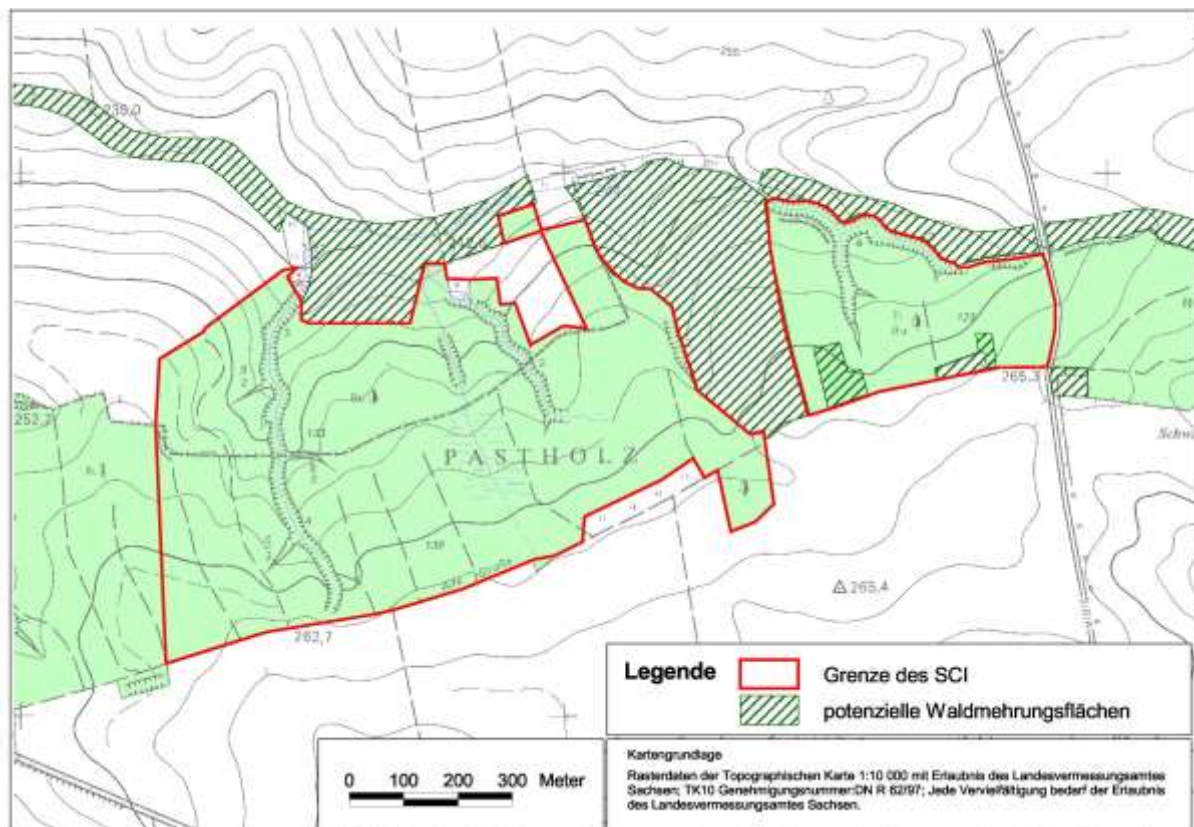 239,0
252,7
PASTHOLZ
265,3
Schw
265,4
262,7
Legende
Grenze des SCI
potenzielle Waldmehrungsflächen
0 100 200 300 Meter
Kartengrundlage
Rasterdaten der Topographischen Karte 1:10 000 mit Erlaubnis des Landesvermessungsamtes
Sachsen; TK10 Genehmigungsnummer:DN R 62/97; Jede Vervielfältigung bedarf der Erlaubnis
des Landesvermessungsamtes Sachsen.